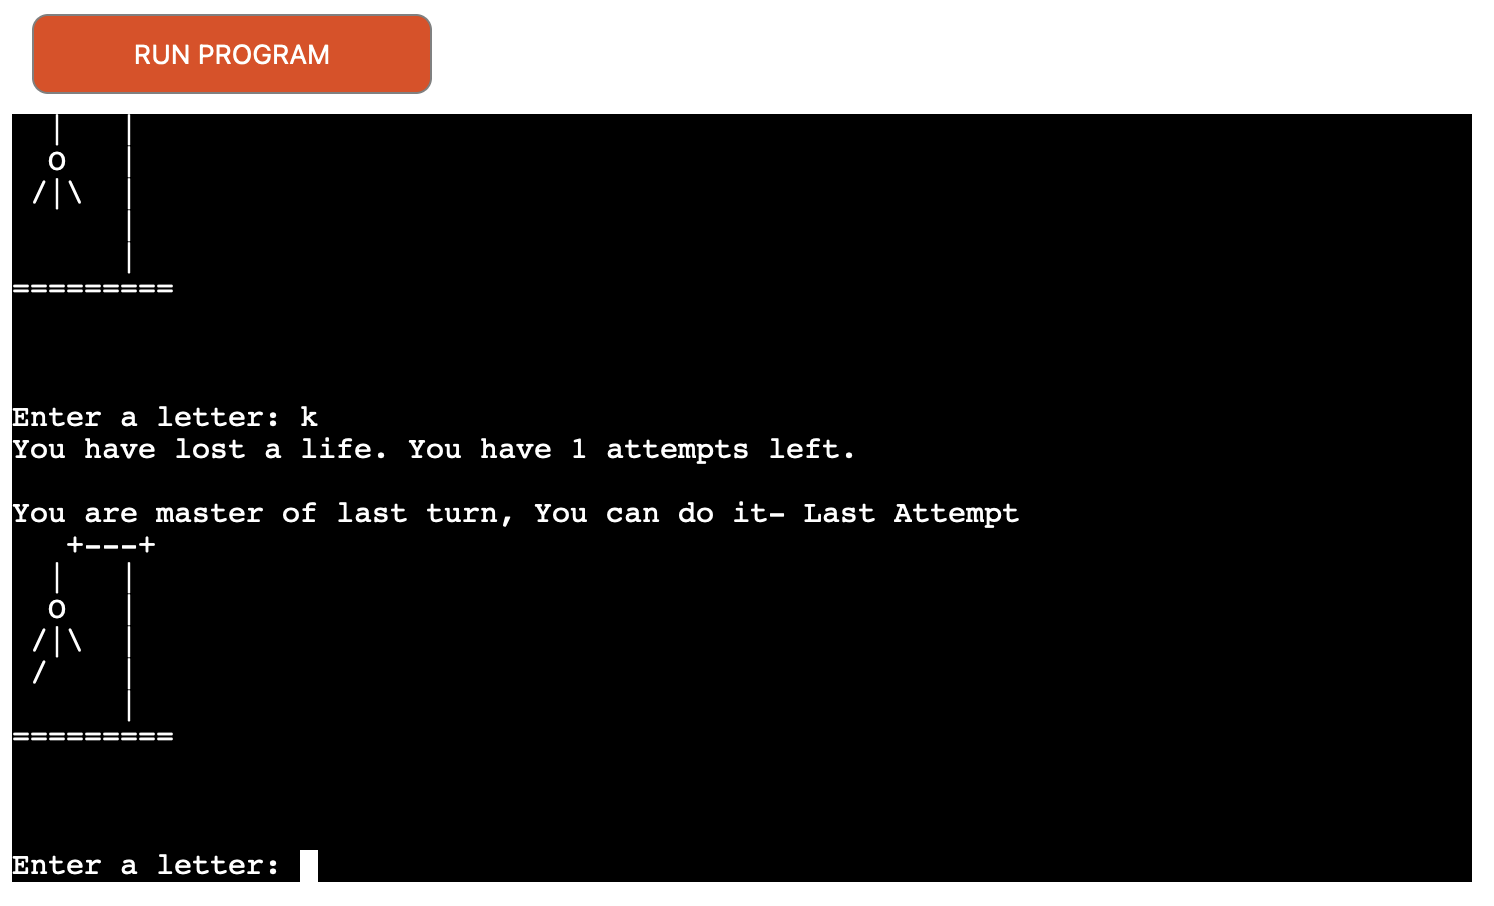 RUN PROGRAM
   |    |
  o    |
 /|\  |
       |
       |
=========
Enter a letter: k
You have lost a life. You have 1 attempts left.
You are master of last turn, You can do it- Last Attempt
   +---+
  |    |
  o    |
 /|\  |
 /     |
       |
=========
Enter a letter: